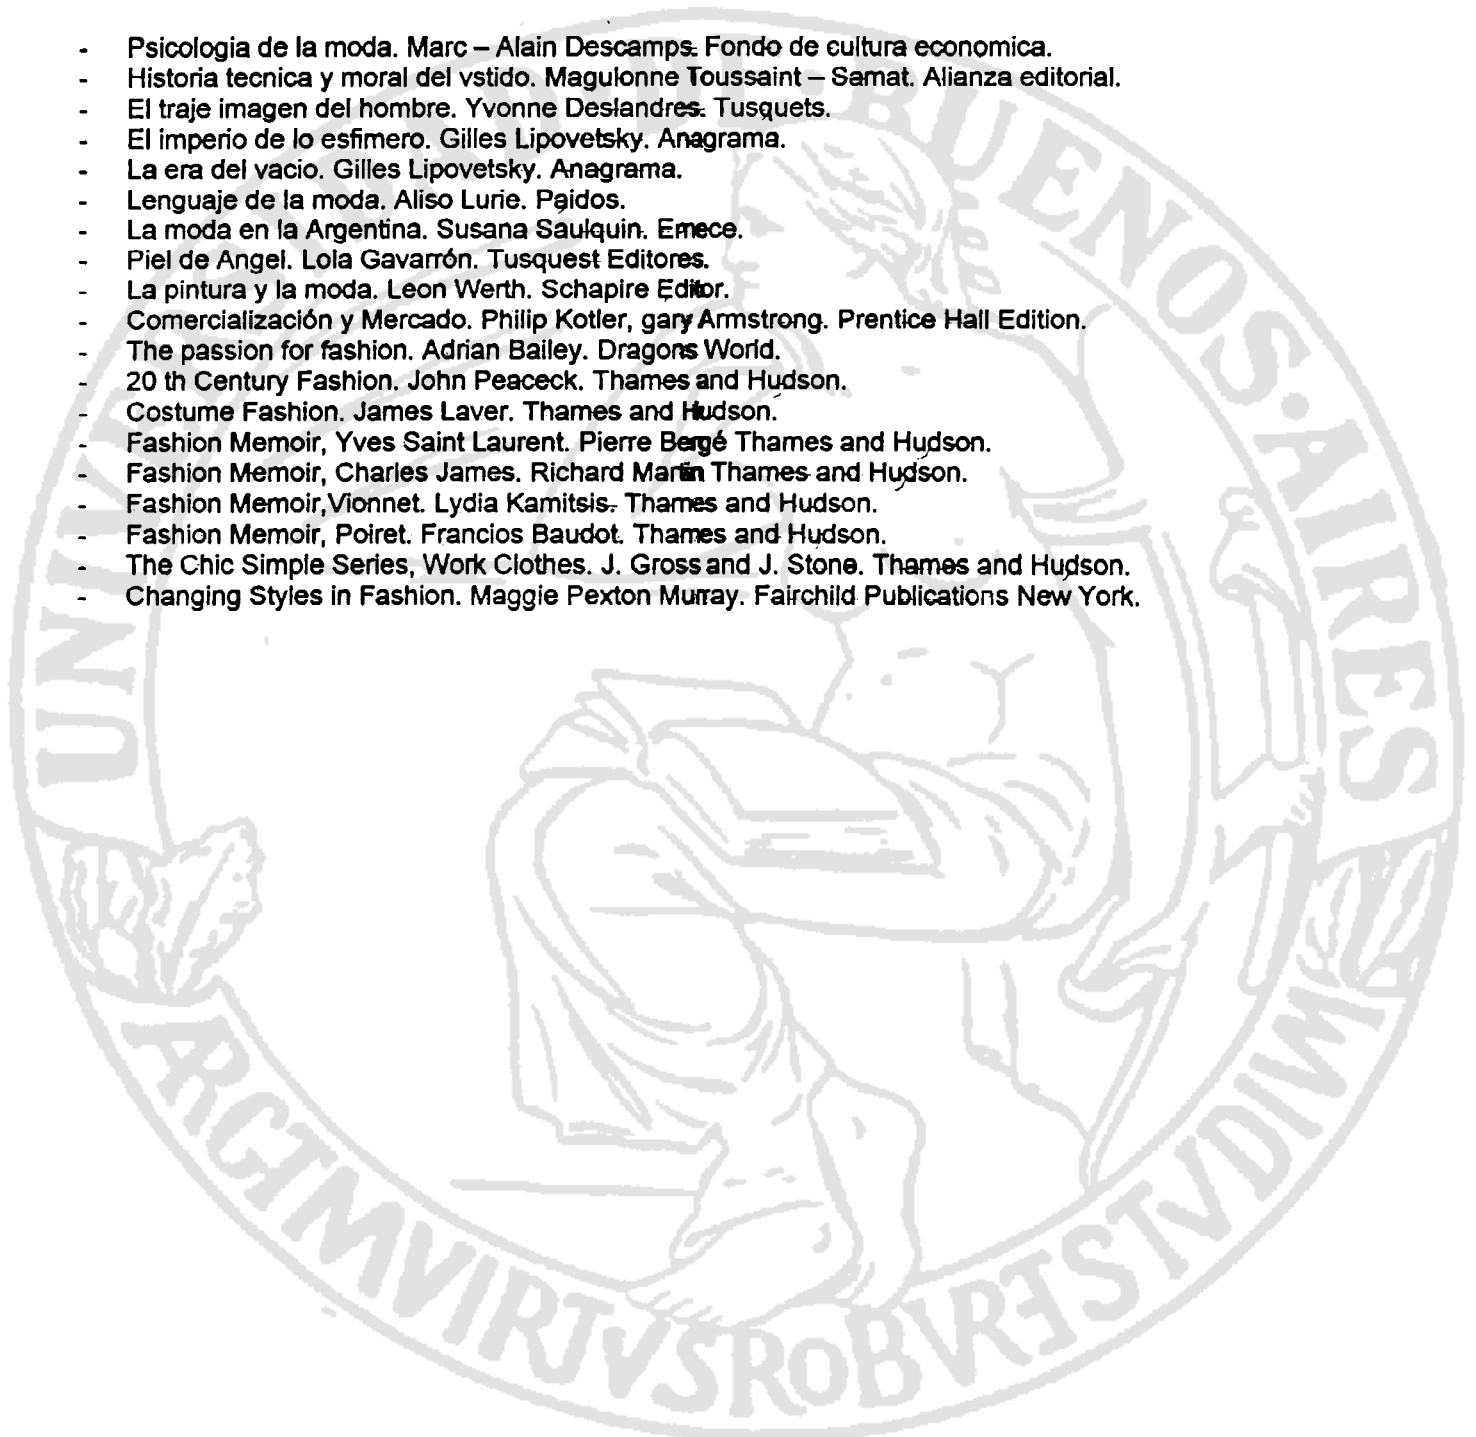 - Psicologia de la moda. Marc – Alain Descamps. Fondo de cultura economica.
- Historia tecnica y moral del vstido. Magulonne Toussaint – Samat. Alianza editorial.
- El traje imagen del hombre. Yvonne Deslandres. Tusquets.
- El imperio de lo esfimero. Gilles Lipovetsky. Anagrama.
- La era del vacio. Gilles Lipovetsky. Anagrama.
- Lenguaje de la moda. Aliso Lurie. Paidos.
- La moda en la Argentina. Susana Saulquin. Emece.
- Piel de Angel. Lola Gavarrón. Tusquest Editores.
- La pintura y la moda. Leon Werth. Schapire Editor.
- Comercialización y Mercado. Philip Kotler, gary Armstrong. Prentice Hall Edition.
- The passion for fashion. Adrian Bailey. Dragons World.
- 20 th Century Fashion. John Peaceck. Thames and Hudson.
- Costume Fashion. James Laver. Thames and Hudson.
- Fashion Memoir, Yves Saint Laurent. Pierre Bergé Thames and Hudson.
- Fashion Memoir, Charles James. Richard Martin Thames and Hudson.
- Fashion Memoir,Vionnet. Lydia Kamitsis. Thames and Hudson.
- Fashion Memoir, Poiret. Francios Baudot. Thames and Hudson.
- The Chic Simple Series, Work Clothes. J. Gross and J. Stone. Thames and Hudson.
- Changing Styles in Fashion. Maggie Pexton Murray. Fairchild Publications New York.
UNIVERSIDAD·DE·BUENOS·AIRES
ARGTMVIRTVSROBVRETSTVDIVM